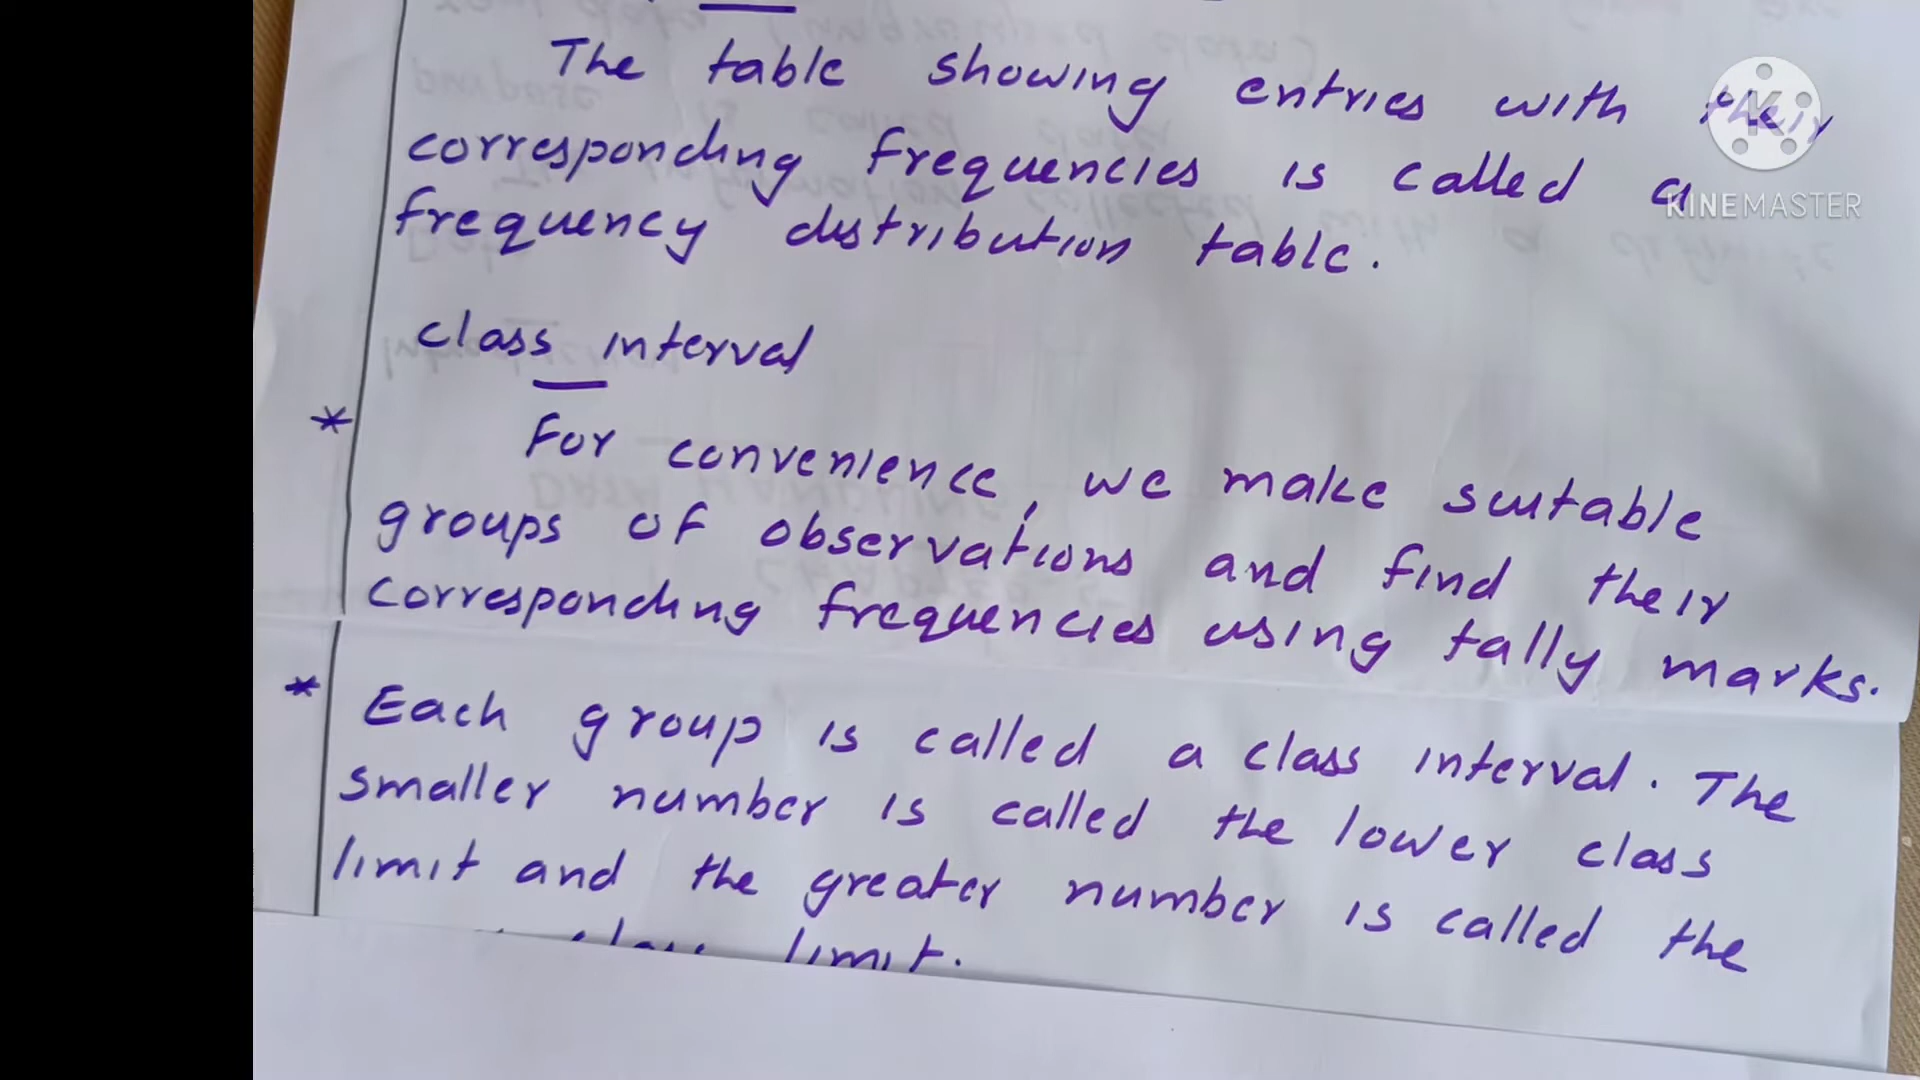 The table showing entries with their
corresponding frequencies is called a
frequency distribution table.
class interval
* For convenience, we make suitable
groups of observations and find their
corresponding frequencies using tally marks.
* Each group is called a class interval. The
smaller number is called the lower class
limit and the greater number is called the
class limit.
KINEMASTER